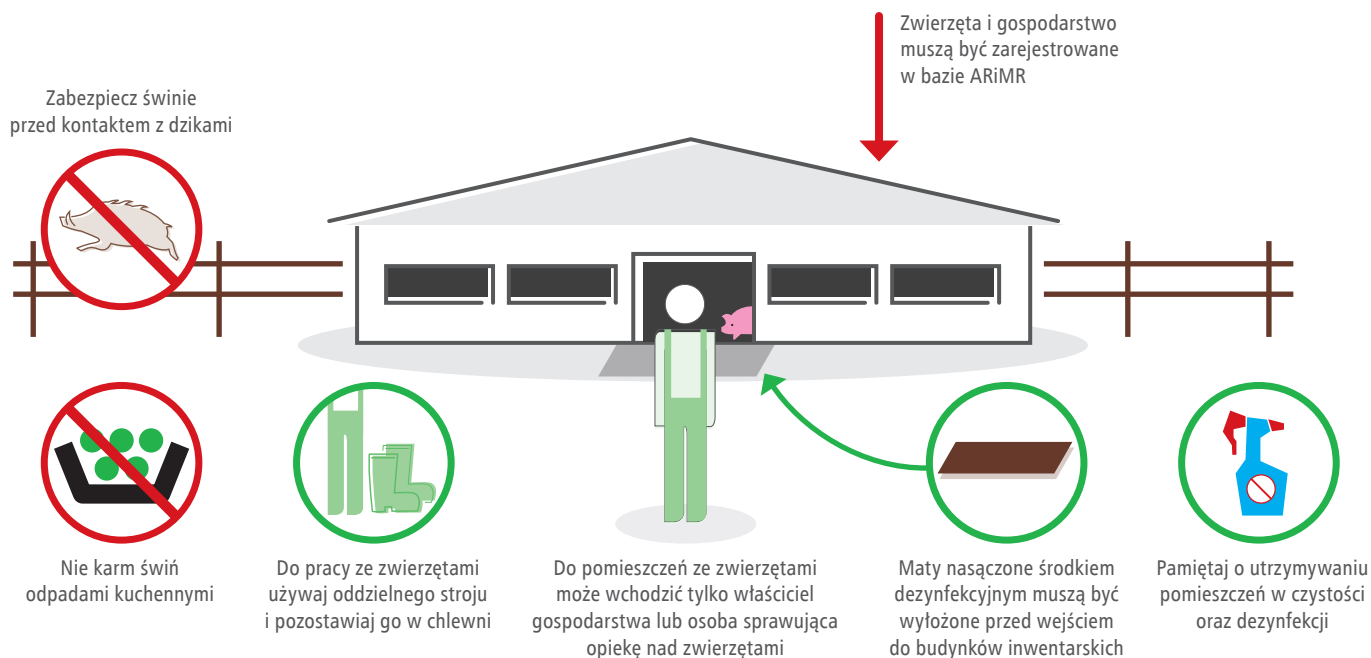 Zwierzęta i gospodarstwo
muszą być zarejestrowane
w bazie ARiMR
Zabezpiecz świnie
przed kontaktem z dzikami
Nie karm świń
odpadami kuchennymi
Do pracy ze zwierzętami
używaj oddzielnego stroju
i pozostawiaj go w chlewni
Do pomieszczeń ze zwierzętami
może wchodzić tylko właściciel
gospodarstwa lub osoba sprawująca
opiekę nad zwierzętami
Maty nasączone środkiem
dezynfekcyjnym muszą być
wyłożone przed wejściem
do budynków inwentarskich
Pamiętaj o utrzymywaniu
pomieszczeń w czystości
oraz dezynfekcji